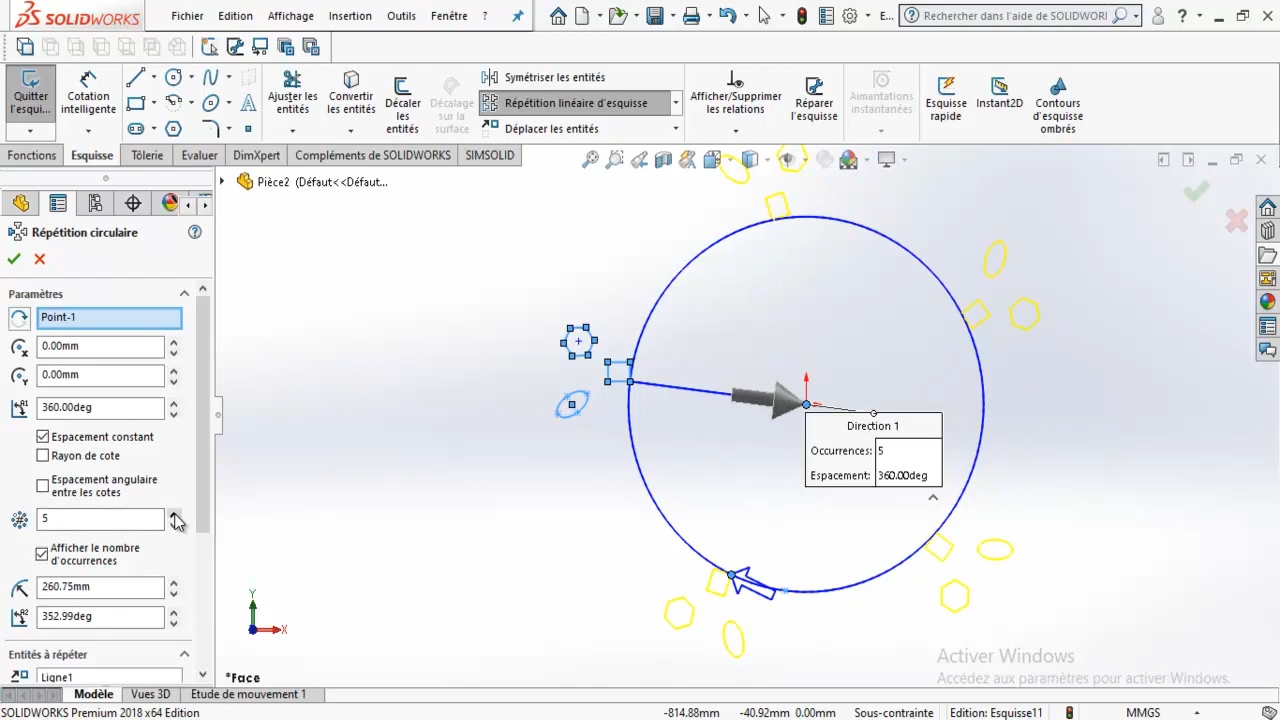 SOLIDWORKS
Fichier Edition Affichage Insertion Outils Fenêtre ? E... Rechercher dans l'aide de SOLIDWORI ?
Quitter l'esqui...
Cotation intelligente
Ajuster les entités
Convertir les entités
Décaler les entités
Décalage sur la surface
Symétriser les entités
Répétition linéaire d'esquisse
Déplacer les entités
Afficher/Supprimer les relations
Réparer l'esquisse
Aimantations instantanées
Esquisse rapide
Instant2D
Contours d'esquisse ombrés
Fonctions Esquisse Tôlerie Evaluer DimXpert Compléments de SOLIDWORKS SIMSOLID
Pièce2 (Défaut<<Défaut...
Répétition circulaire ?
Paramètres
Point-1
0.00mm
0.00mm
360.00deg
Espacement constant
Rayon de cote
Espacement angulaire
entre les cotes
5
Afficher le nombre
d'occurrences
260.75mm
352.99deg
Entités à répéter
Ligne1
Direction 1
Occurrences: 5
Espacement: 360.00deg
Y
X
*Face
Activer Windows
Accédez aux paramètres pour activer Windows.
Modèle Vues 3D Etude de mouvement 1
SOLIDWORKS Premium 2018 x64 Edition -814.88mm -40.92mm 0.00mm Sous-contrainte Edition: Esquisse11 MMGS